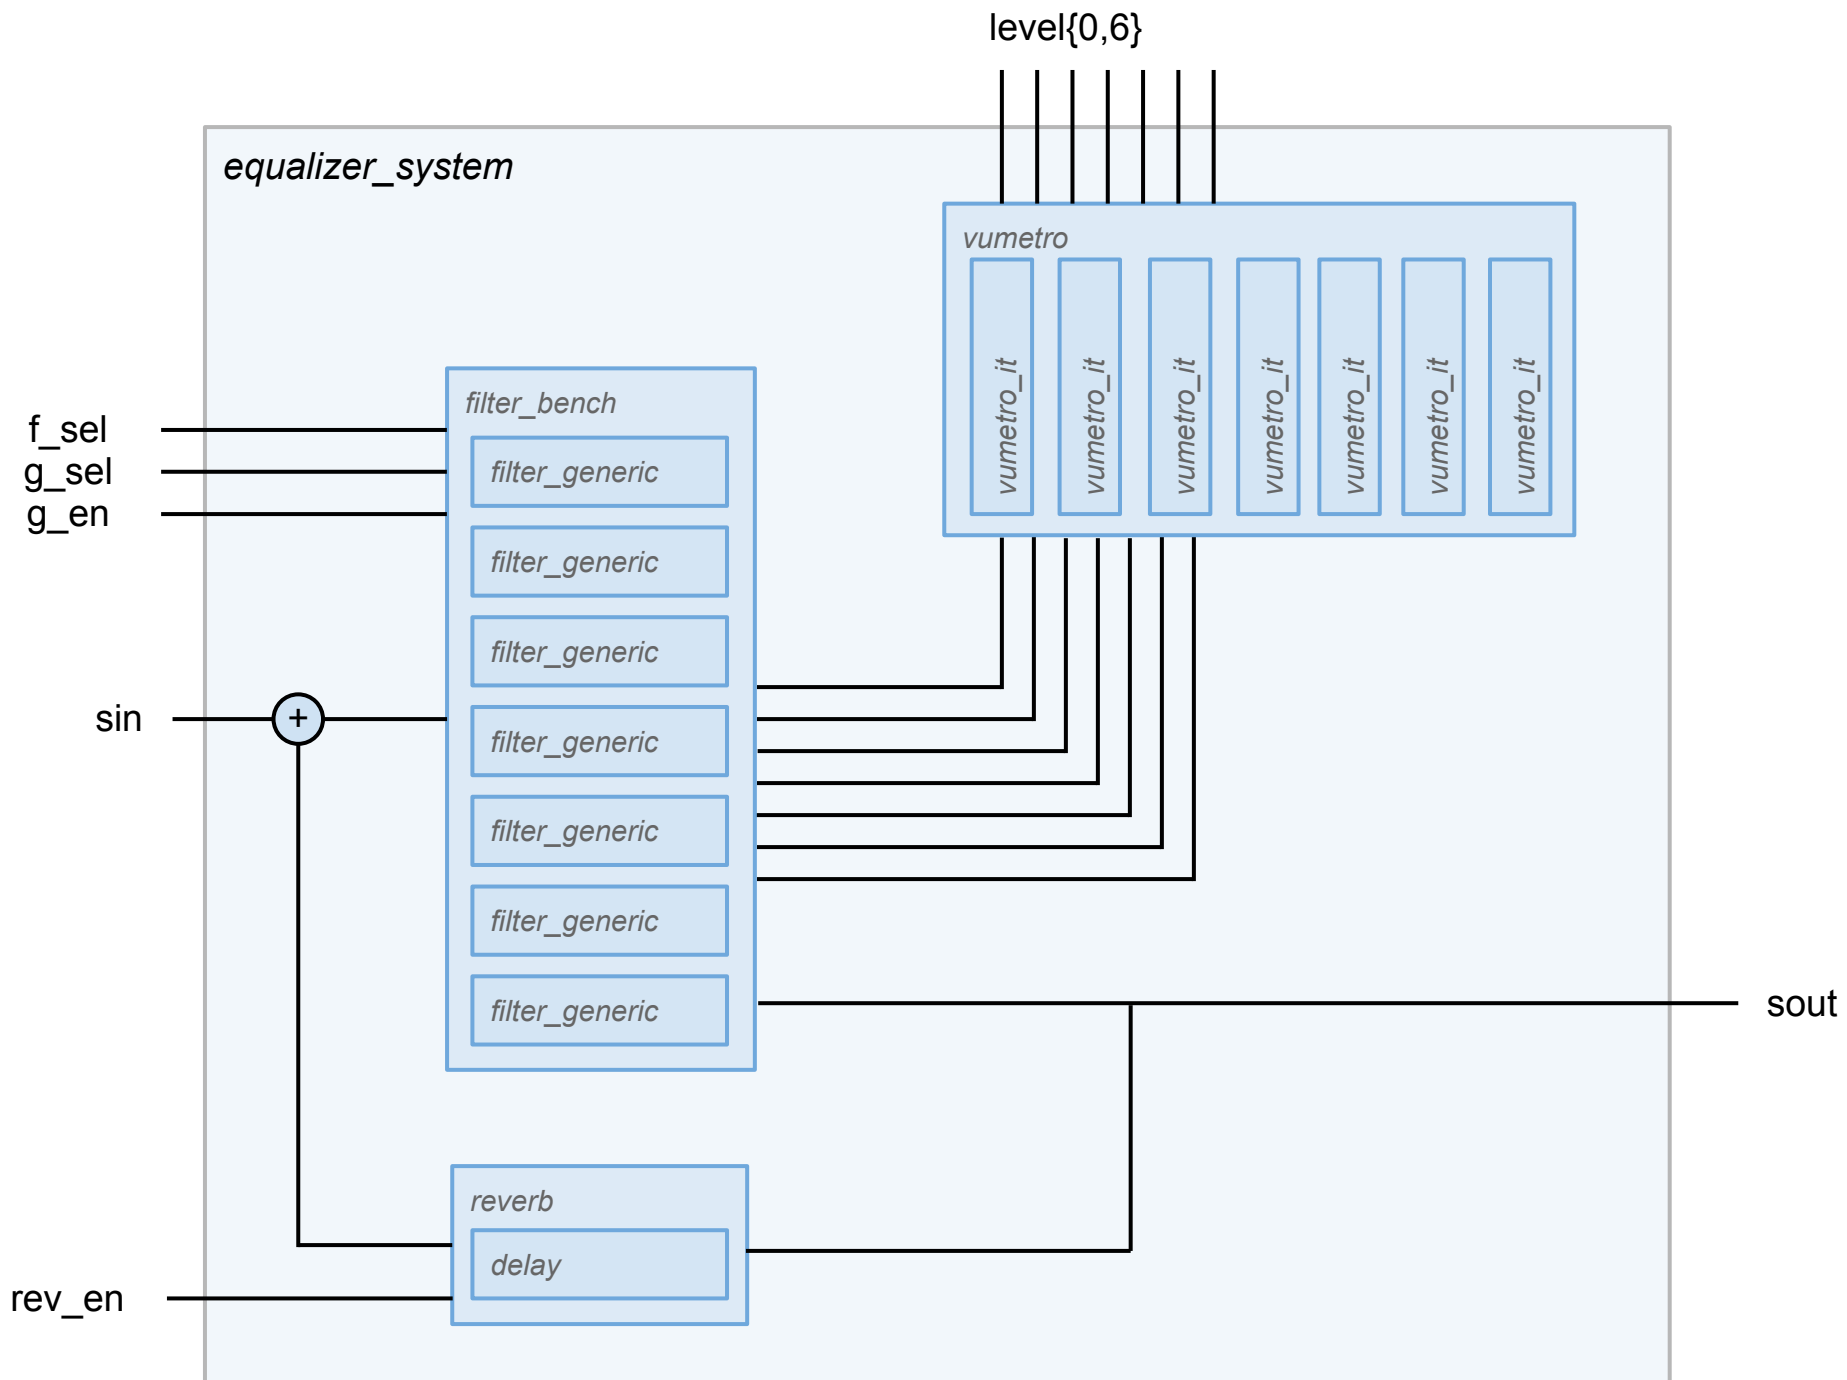 level{0,6}
equalizer_system
vumetro
vumetro_it
vumetro_it
vumetro_it
vumetro_it
vumetro_it
vumetro_it
vumetro_it
f_sel
g_sel
g_en
filter_bench
filter_generic
filter_generic
filter_generic
filter_generic
filter_generic
filter_generic
filter_generic
sin
+
sout
reverb
delay
rev_en